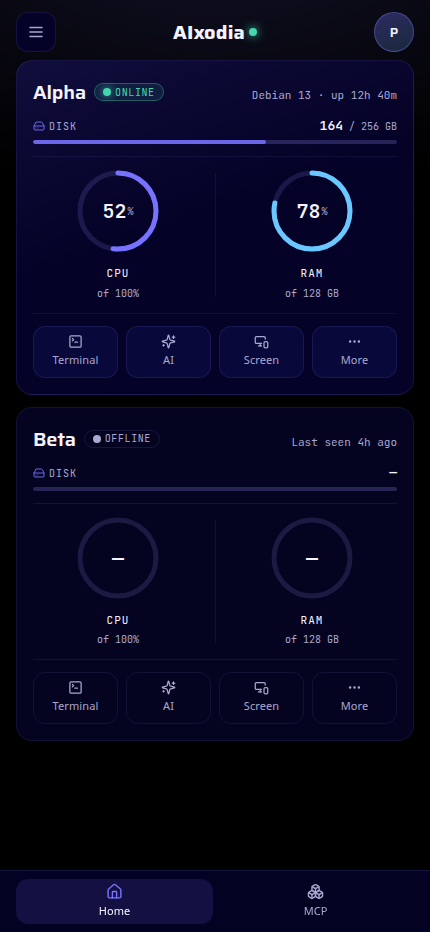 AIxodia
P
Alpha ONLINE Debian 13 · up 12h 40m
DISK 164 / 256 GB
52% 78%
CPU RAM
of 100% of 128 GB
Terminal AI Screen More
Beta OFFLINE Last seen 4h ago
DISK —
— —
CPU RAM
of 100% of 128 GB
Terminal AI Screen More
Home MCP